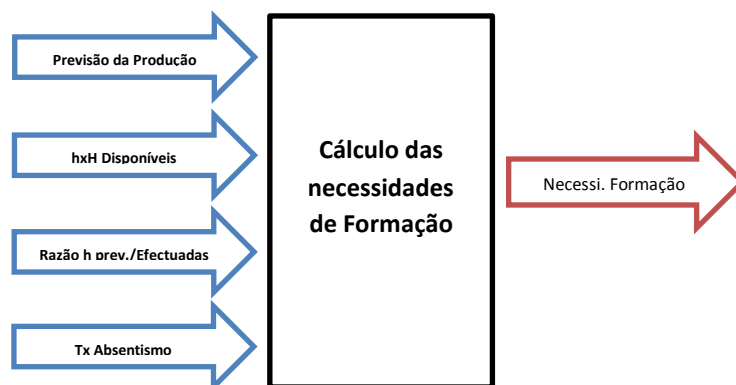 Previsão da Produção
hxH Disponíveis
Razão h prev./Efectuadas
Tx Absentismo
Cálculo das
necessidades
de Formação
Necessi. Formação